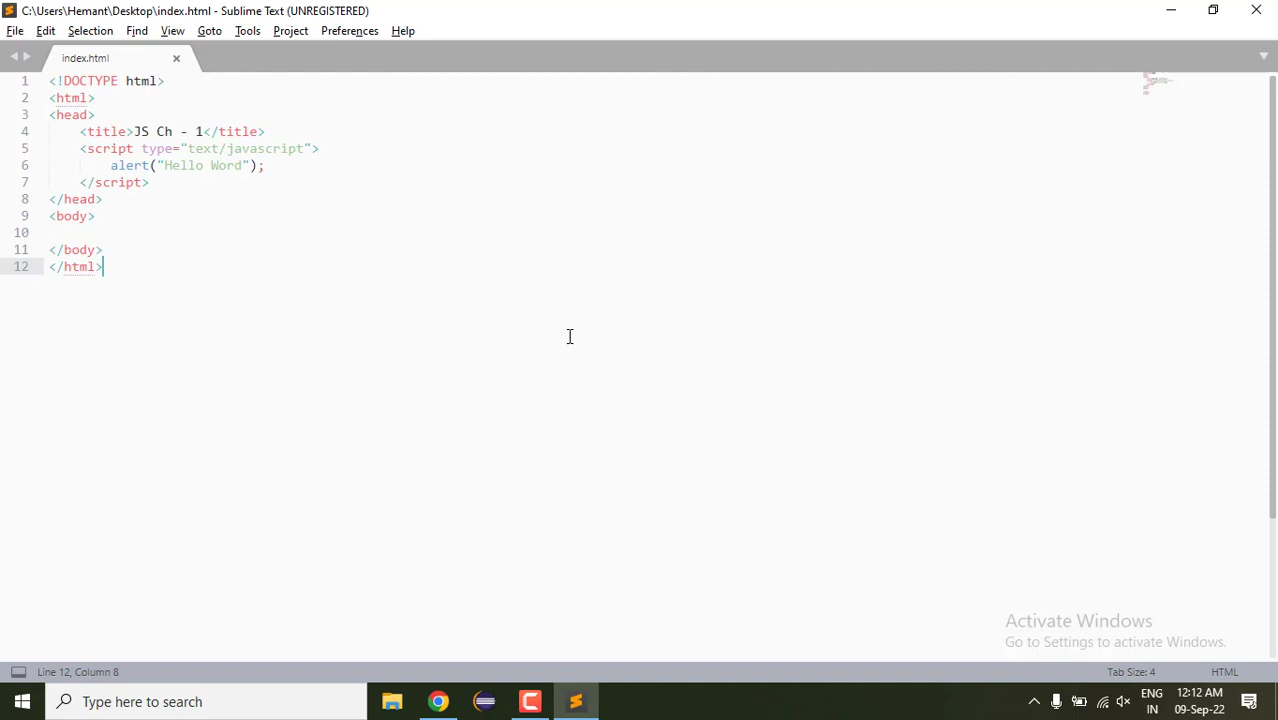 C:\Users\Hemant\Desktop\index.html - Sublime Text (UNREGISTERED)
File Edit Selection Find View Goto Tools Project Preferences Help
index.html
1 <!DOCTYPE html>
2 <html>
3 <head>
4 <title>JS Ch - 1</title>
5 <script type="text/javascript">
6 alert("Hello Word");
7 </script>
8 </head>
9 <body>
10
11 </body>
12 </html>
Activate Windows
Go to Settings to activate Windows.
Line 12, Column 8 Tab Size: 4 HTML
Type here to search
ENG 12:12 AM
IN 09-Sep-22